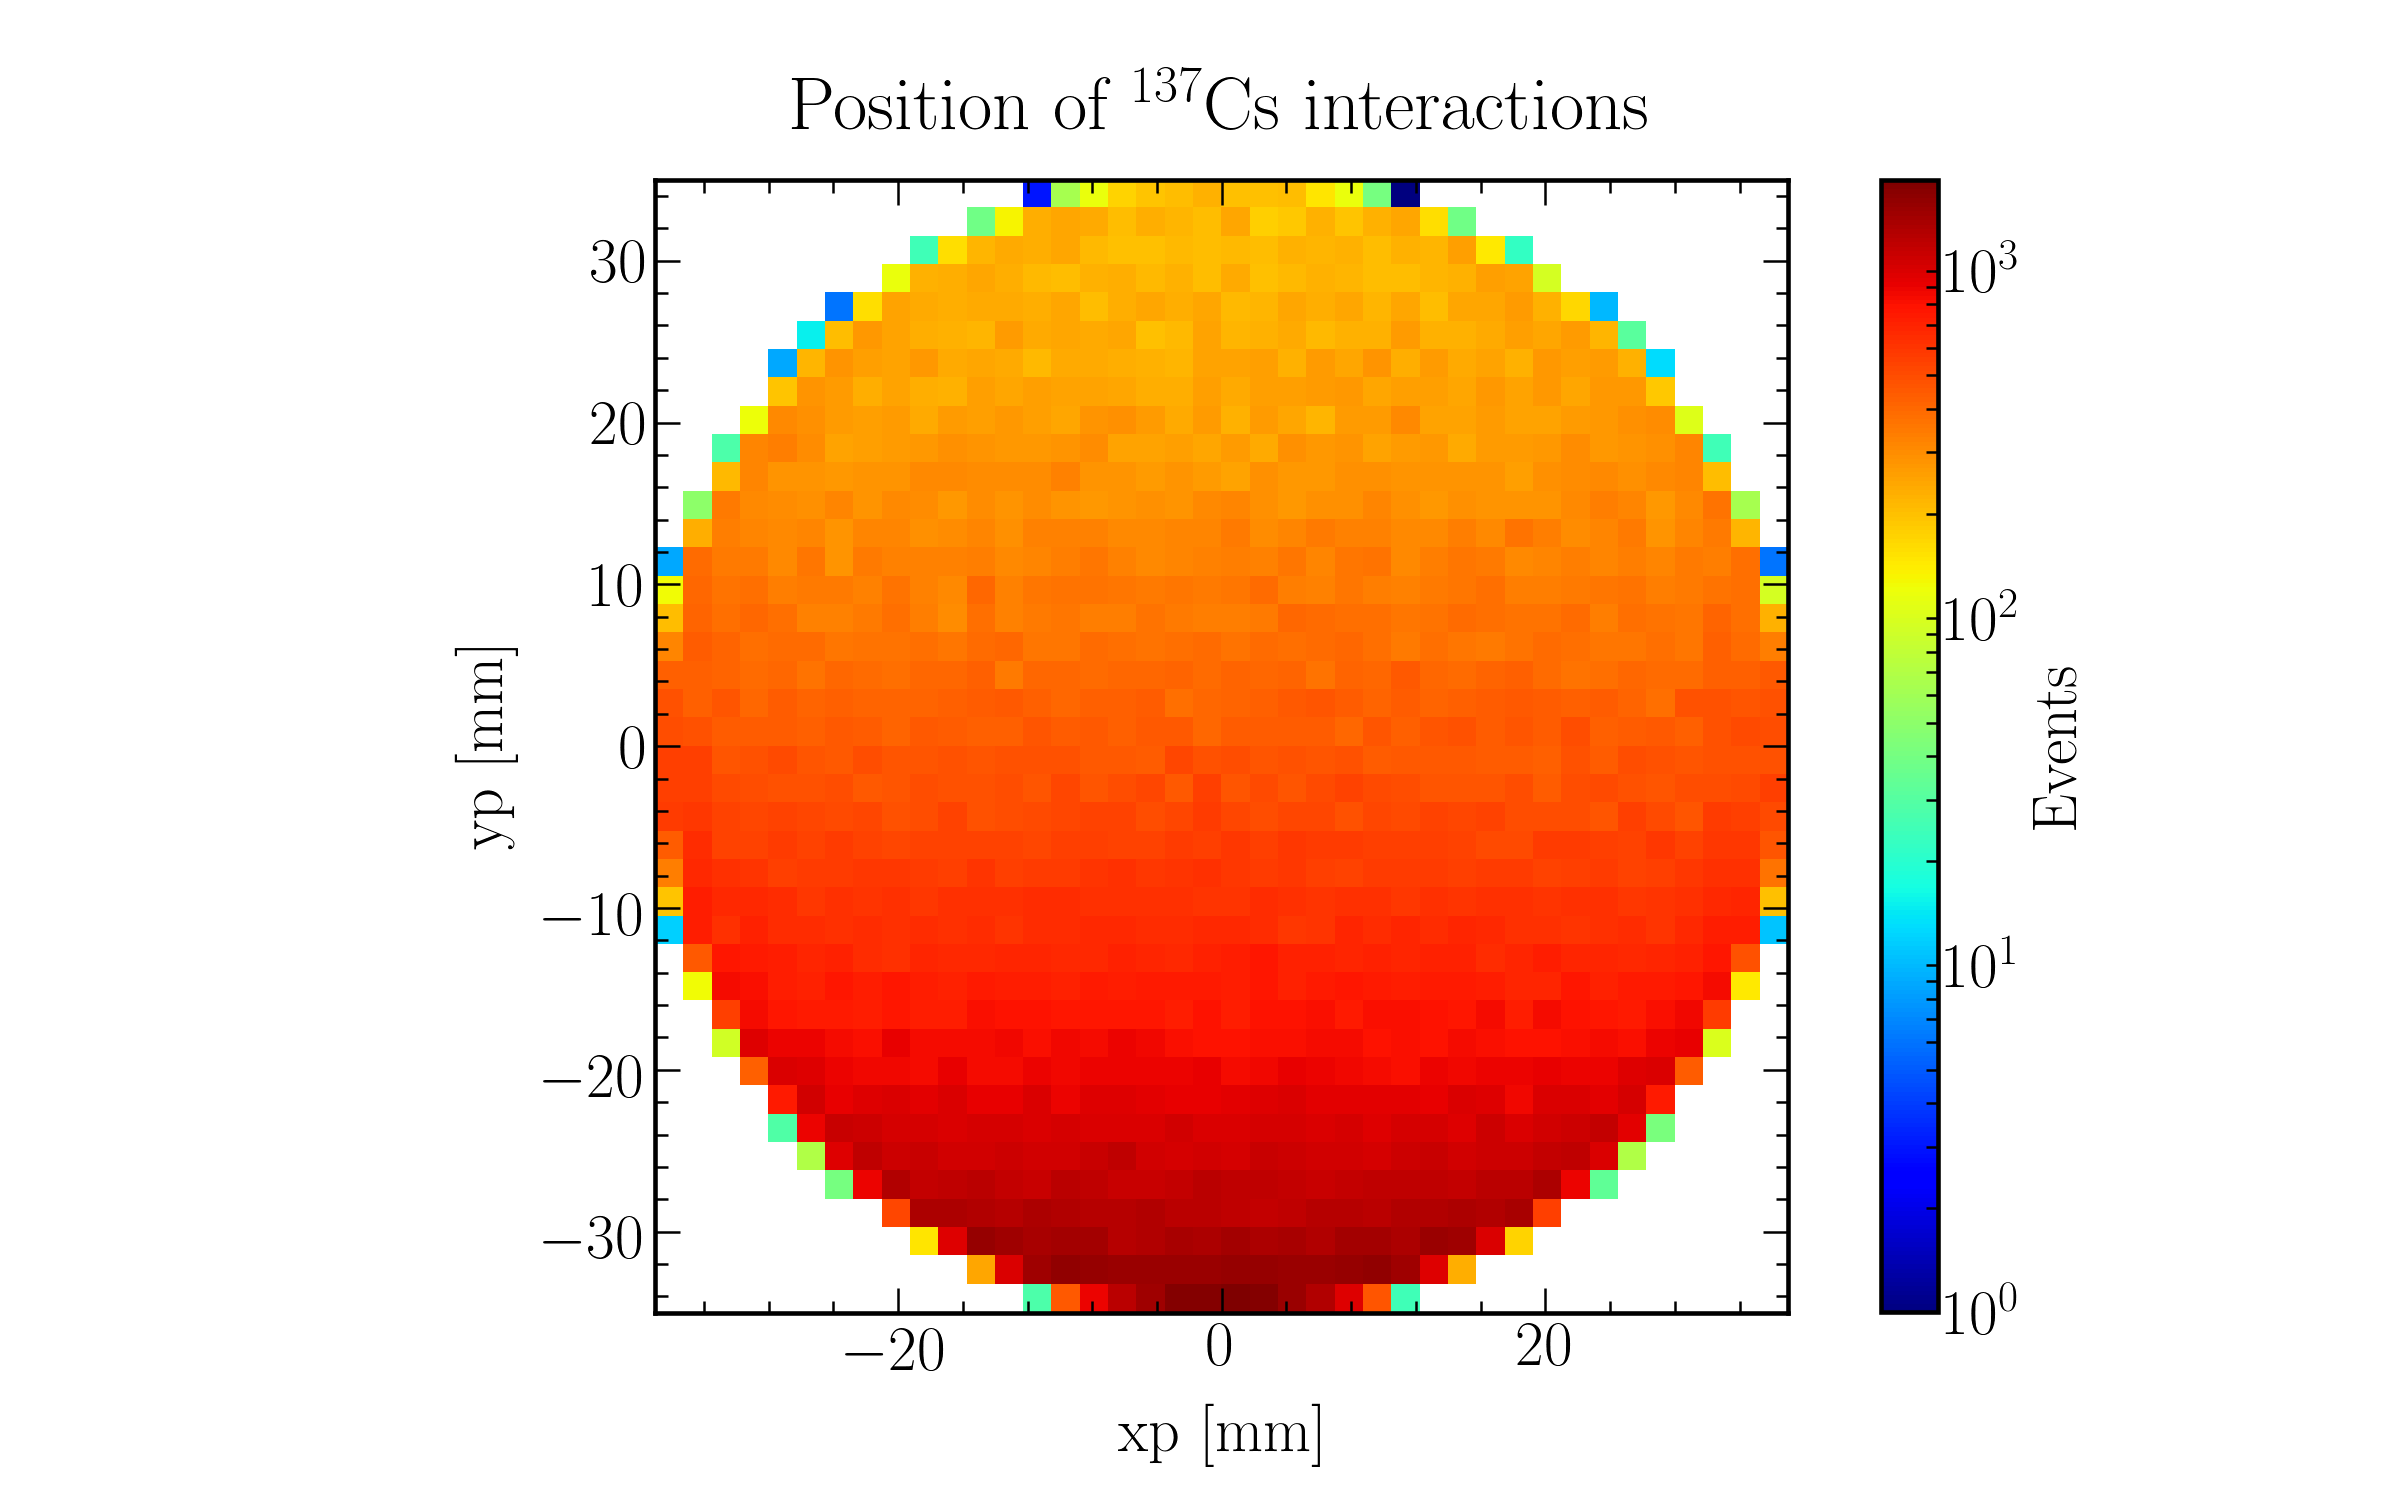 Position of ¹³⁷Cs interactions
30
20
10
0
−10
−20
−30
yp [mm]
−20 0 20
xp [mm]
10³
10²
10¹
10⁰
Events